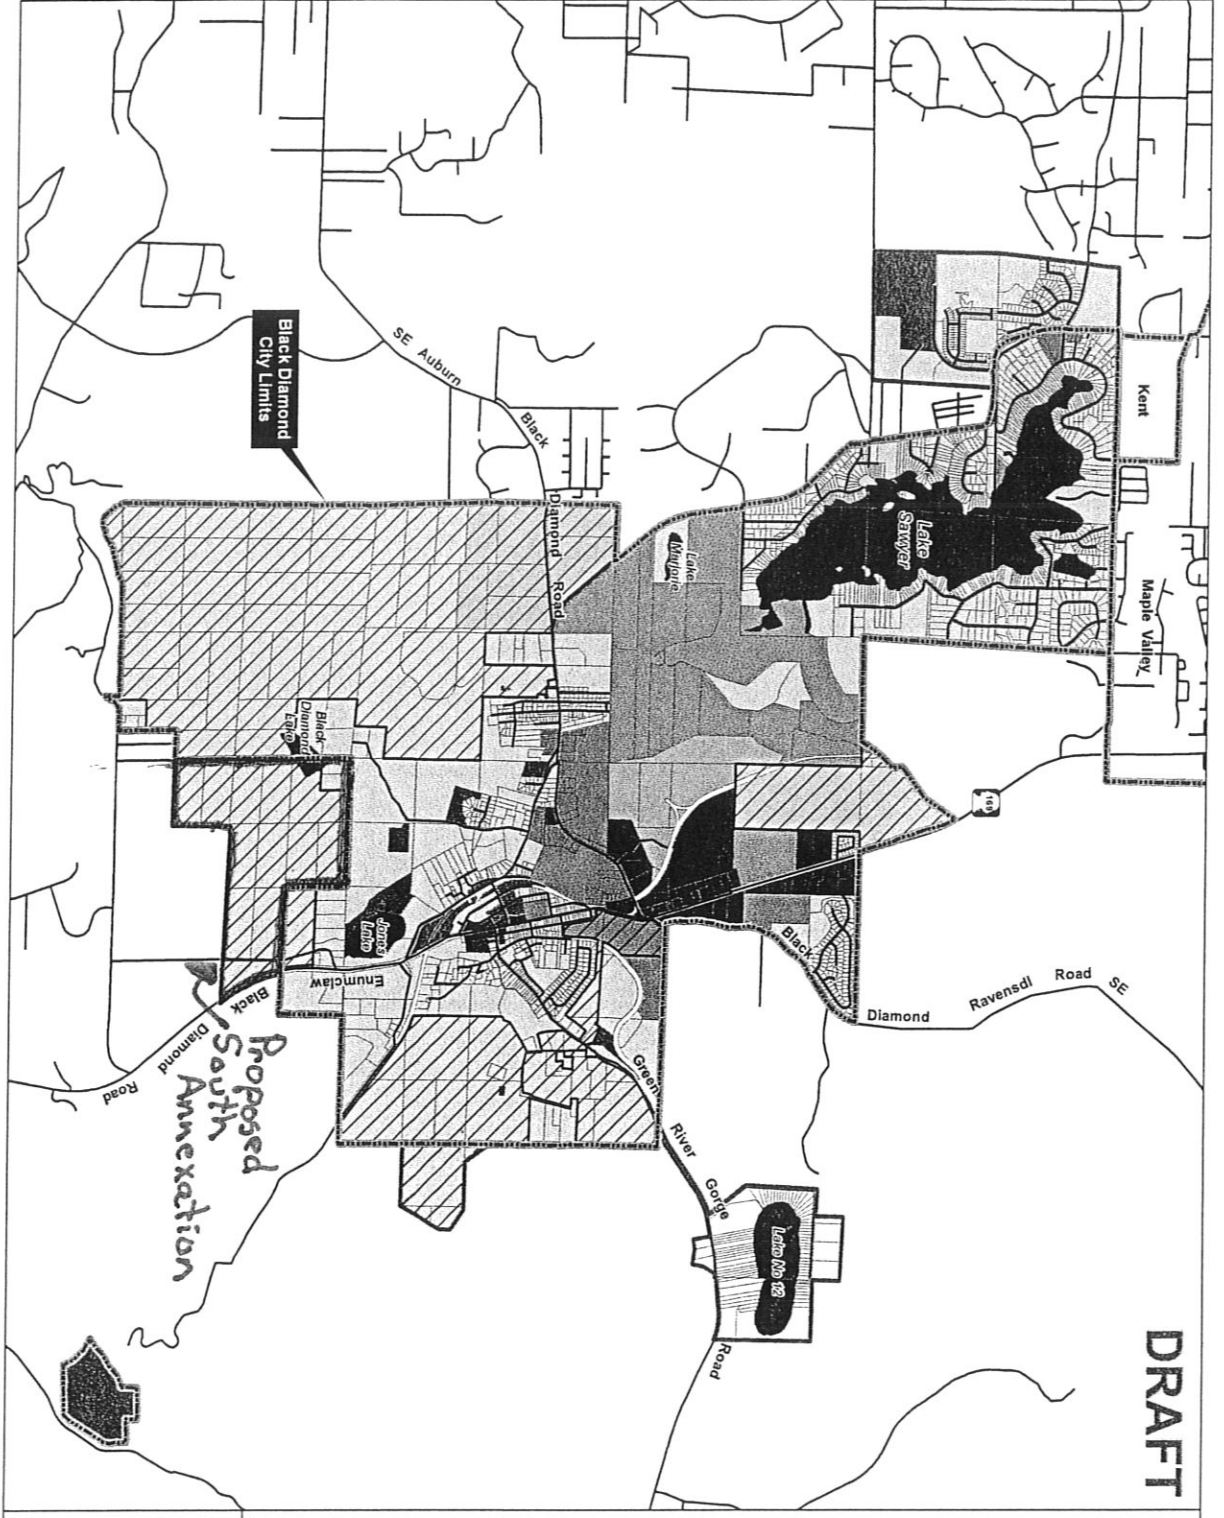 DRAFT
Kent
Maple Valley
169
Lake
Sawyer
Lake
Marjorie
SE Auburn
Black
Diamond
Road
Black Diamond
City Limits
Black
Diamond
Lake
Jones
Lake
Enumclaw
Black
Diamond
Road
Black
Diamond
Ravensdl
Road
SE
Green
River
Gorge
Road
Lake No 12
Proposed
South
Annexation